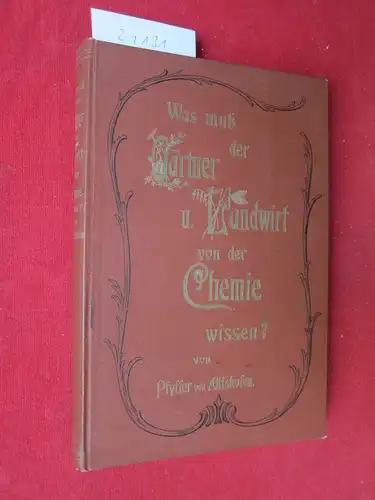 21131
Was muß
der
Gärtner
u. Landwirt
von der
Chemie
wissen?
von
Pfyffer von Altishofen.